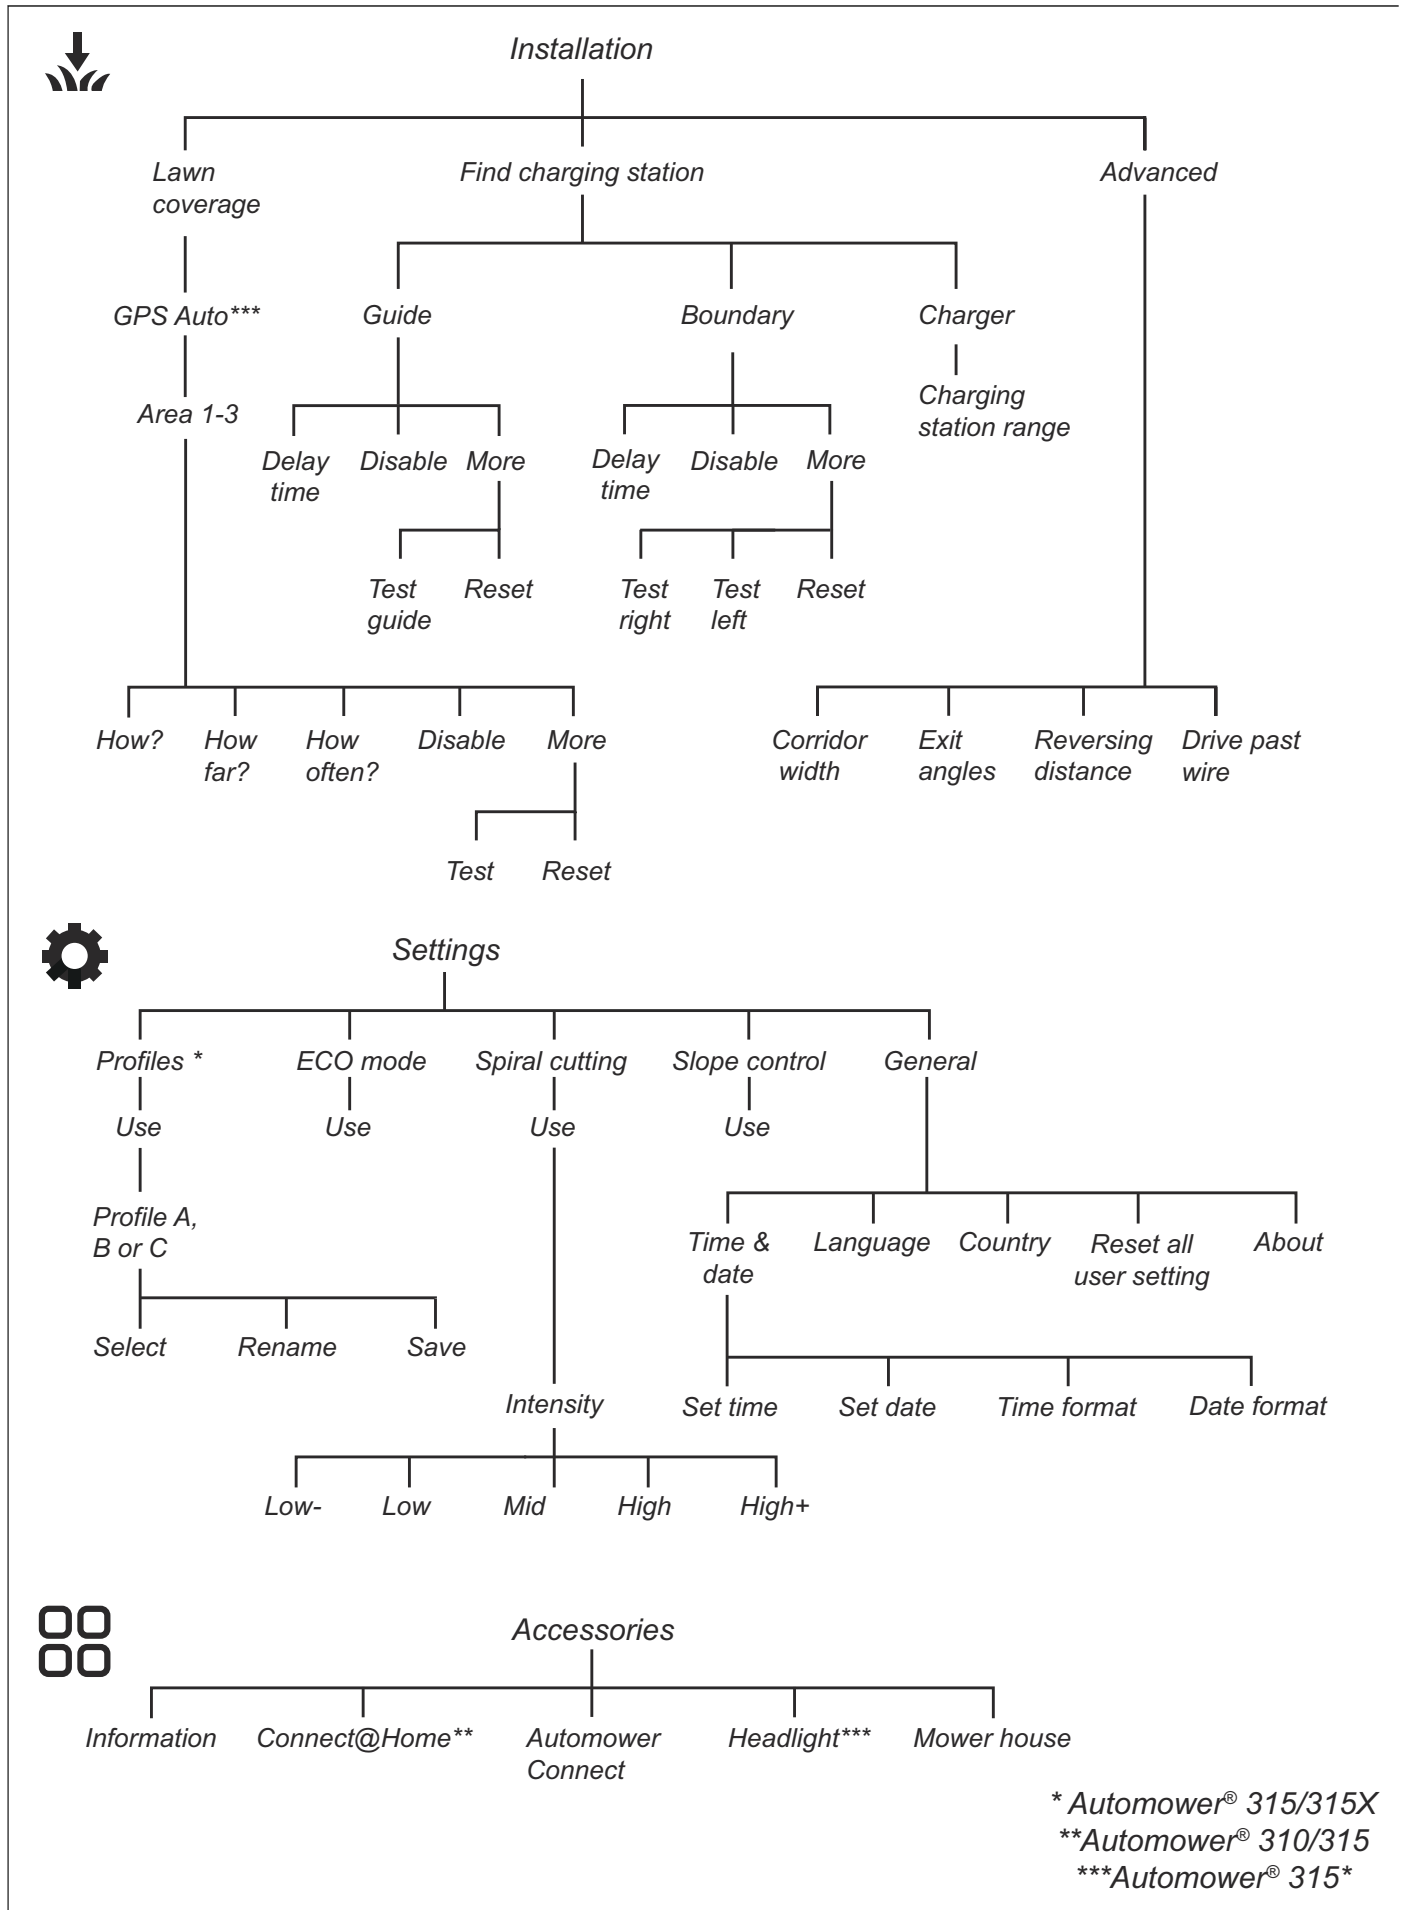 Installation
Lawn
coverage
Find charging station
Advanced
GPS Auto***
Guide
Boundary
Charger
Area 1-3
Charging
station range
Delay
time
Disable
More
Delay
time
Disable
More
Test
guide
Reset
Test
right
Test
left
Reset
How?
How
far?
How
often?
Disable
More
Corridor
width
Exit
angles
Reversing
distance
Drive past
wire
Test
Reset
Settings
Profiles *
ECO mode
Spiral cutting
Slope control
General
Use
Use
Use
Use
Profile A,
B or C
Time &
date
Language
Country
Reset all
user setting
About
Select
Rename
Save
Intensity
Set time
Set date
Time format
Date format
Low-
Low
Mid
High
High+
Accessories
Information
Connect@Home**
Automower
Connect
Headlight***
Mower house
* Automower® 315/315X
**Automower® 310/315
***Automower® 315*